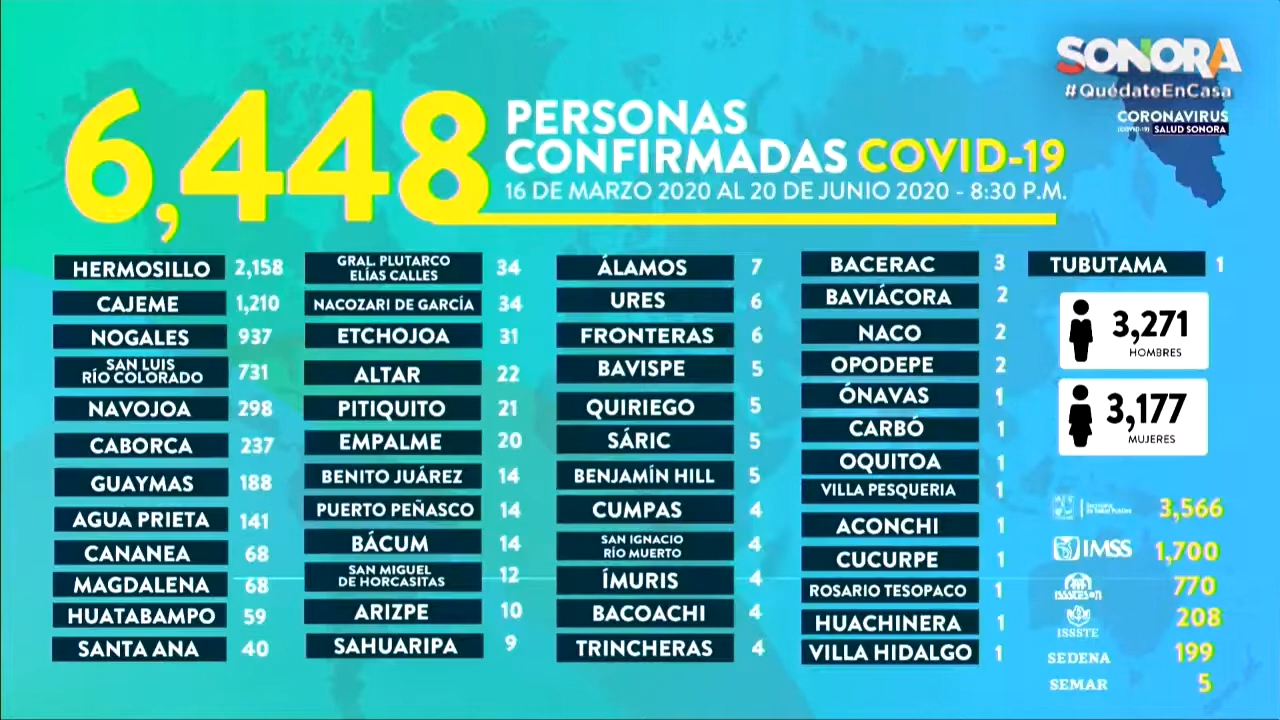 SONORA
#QuédateEnCasa
CORONAVIRUS
(COVID-19) SALUD SONORA
6,448
PERSONAS
CONFIRMADAS COVID-19
16 DE MARZO 2020 AL 20 DE JUNIO 2020 - 8:30 P.M.
HERMOSILLO 2,158
CAJEME 1,210
NOGALES 937
SAN LUIS
RÍO COLORADO 731
NAVOJOA 298
CABORCA 237
GUAYMAS 188
AGUA PRIETA 141
CANANEA 68
MAGDALENA 68
HUATABAMPO 59
SANTA ANA 40
GRAL. PLUTARCO
ELÍAS CALLES 34
NACOZARI DE GARCÍA 34
ETCHOJOA 31
ALTAR 22
PITIQUITO 21
EMPALME 20
BENITO JUÁREZ 14
PUERTO PEÑASCO 14
BÁCUM 14
SAN MIGUEL
DE HORCASITAS 12
ARIZPE 10
SAHUARIPA 9
ÁLAMOS 7
URES 6
FRONTERAS 6
BAVISPE 5
QUIRIEGO 5
SÁRIC 5
BENJAMÍN HILL 5
CUMPAS 4
SAN IGNACIO
RÍO MUERTO 4
ÍMURIS 4
BACOACHI 4
TRINCHERAS 4
BACERAC 3
BAVIÁCORA 2
NACO 2
OPODEPE 2
ÓNAVAS 1
CARBÓ 1
OQUITOA 1
VILLA PESQUERIA 1
ACONCHI 1
CUCURPE 1
ROSARIO TESOPACO 1
HUACHINERA 1
VILLA HIDALGO 1
TUBUTAMA 1
3,271
HOMBRES
3,177
MUJERES
Secretaría
de Salud Pública 3,566
IMSS 1,700
ISSSTESON 770
ISSSTE 208
SEDENA 199
SEMAR 5